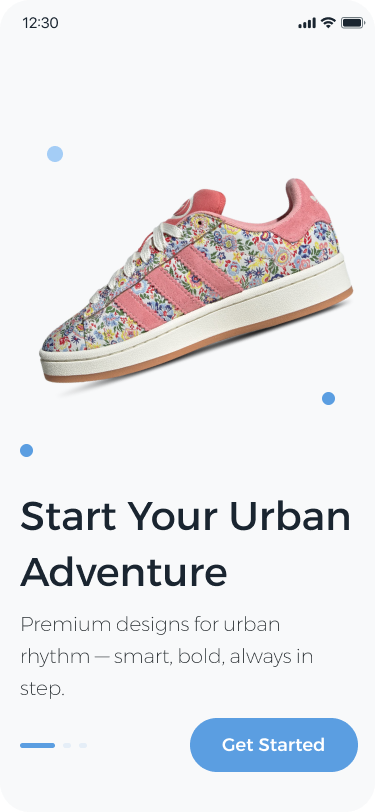 12:30
Start Your Urban
Adventure
Premium designs for urban
rhythm — smart, bold, always in
step.
Get Started